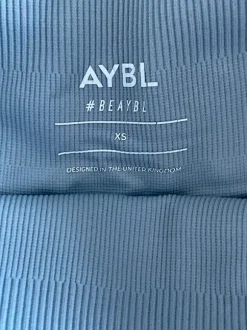 AYBL
#BEAYBL
XS
DESIGNED IN THE UNITED KINGDOM